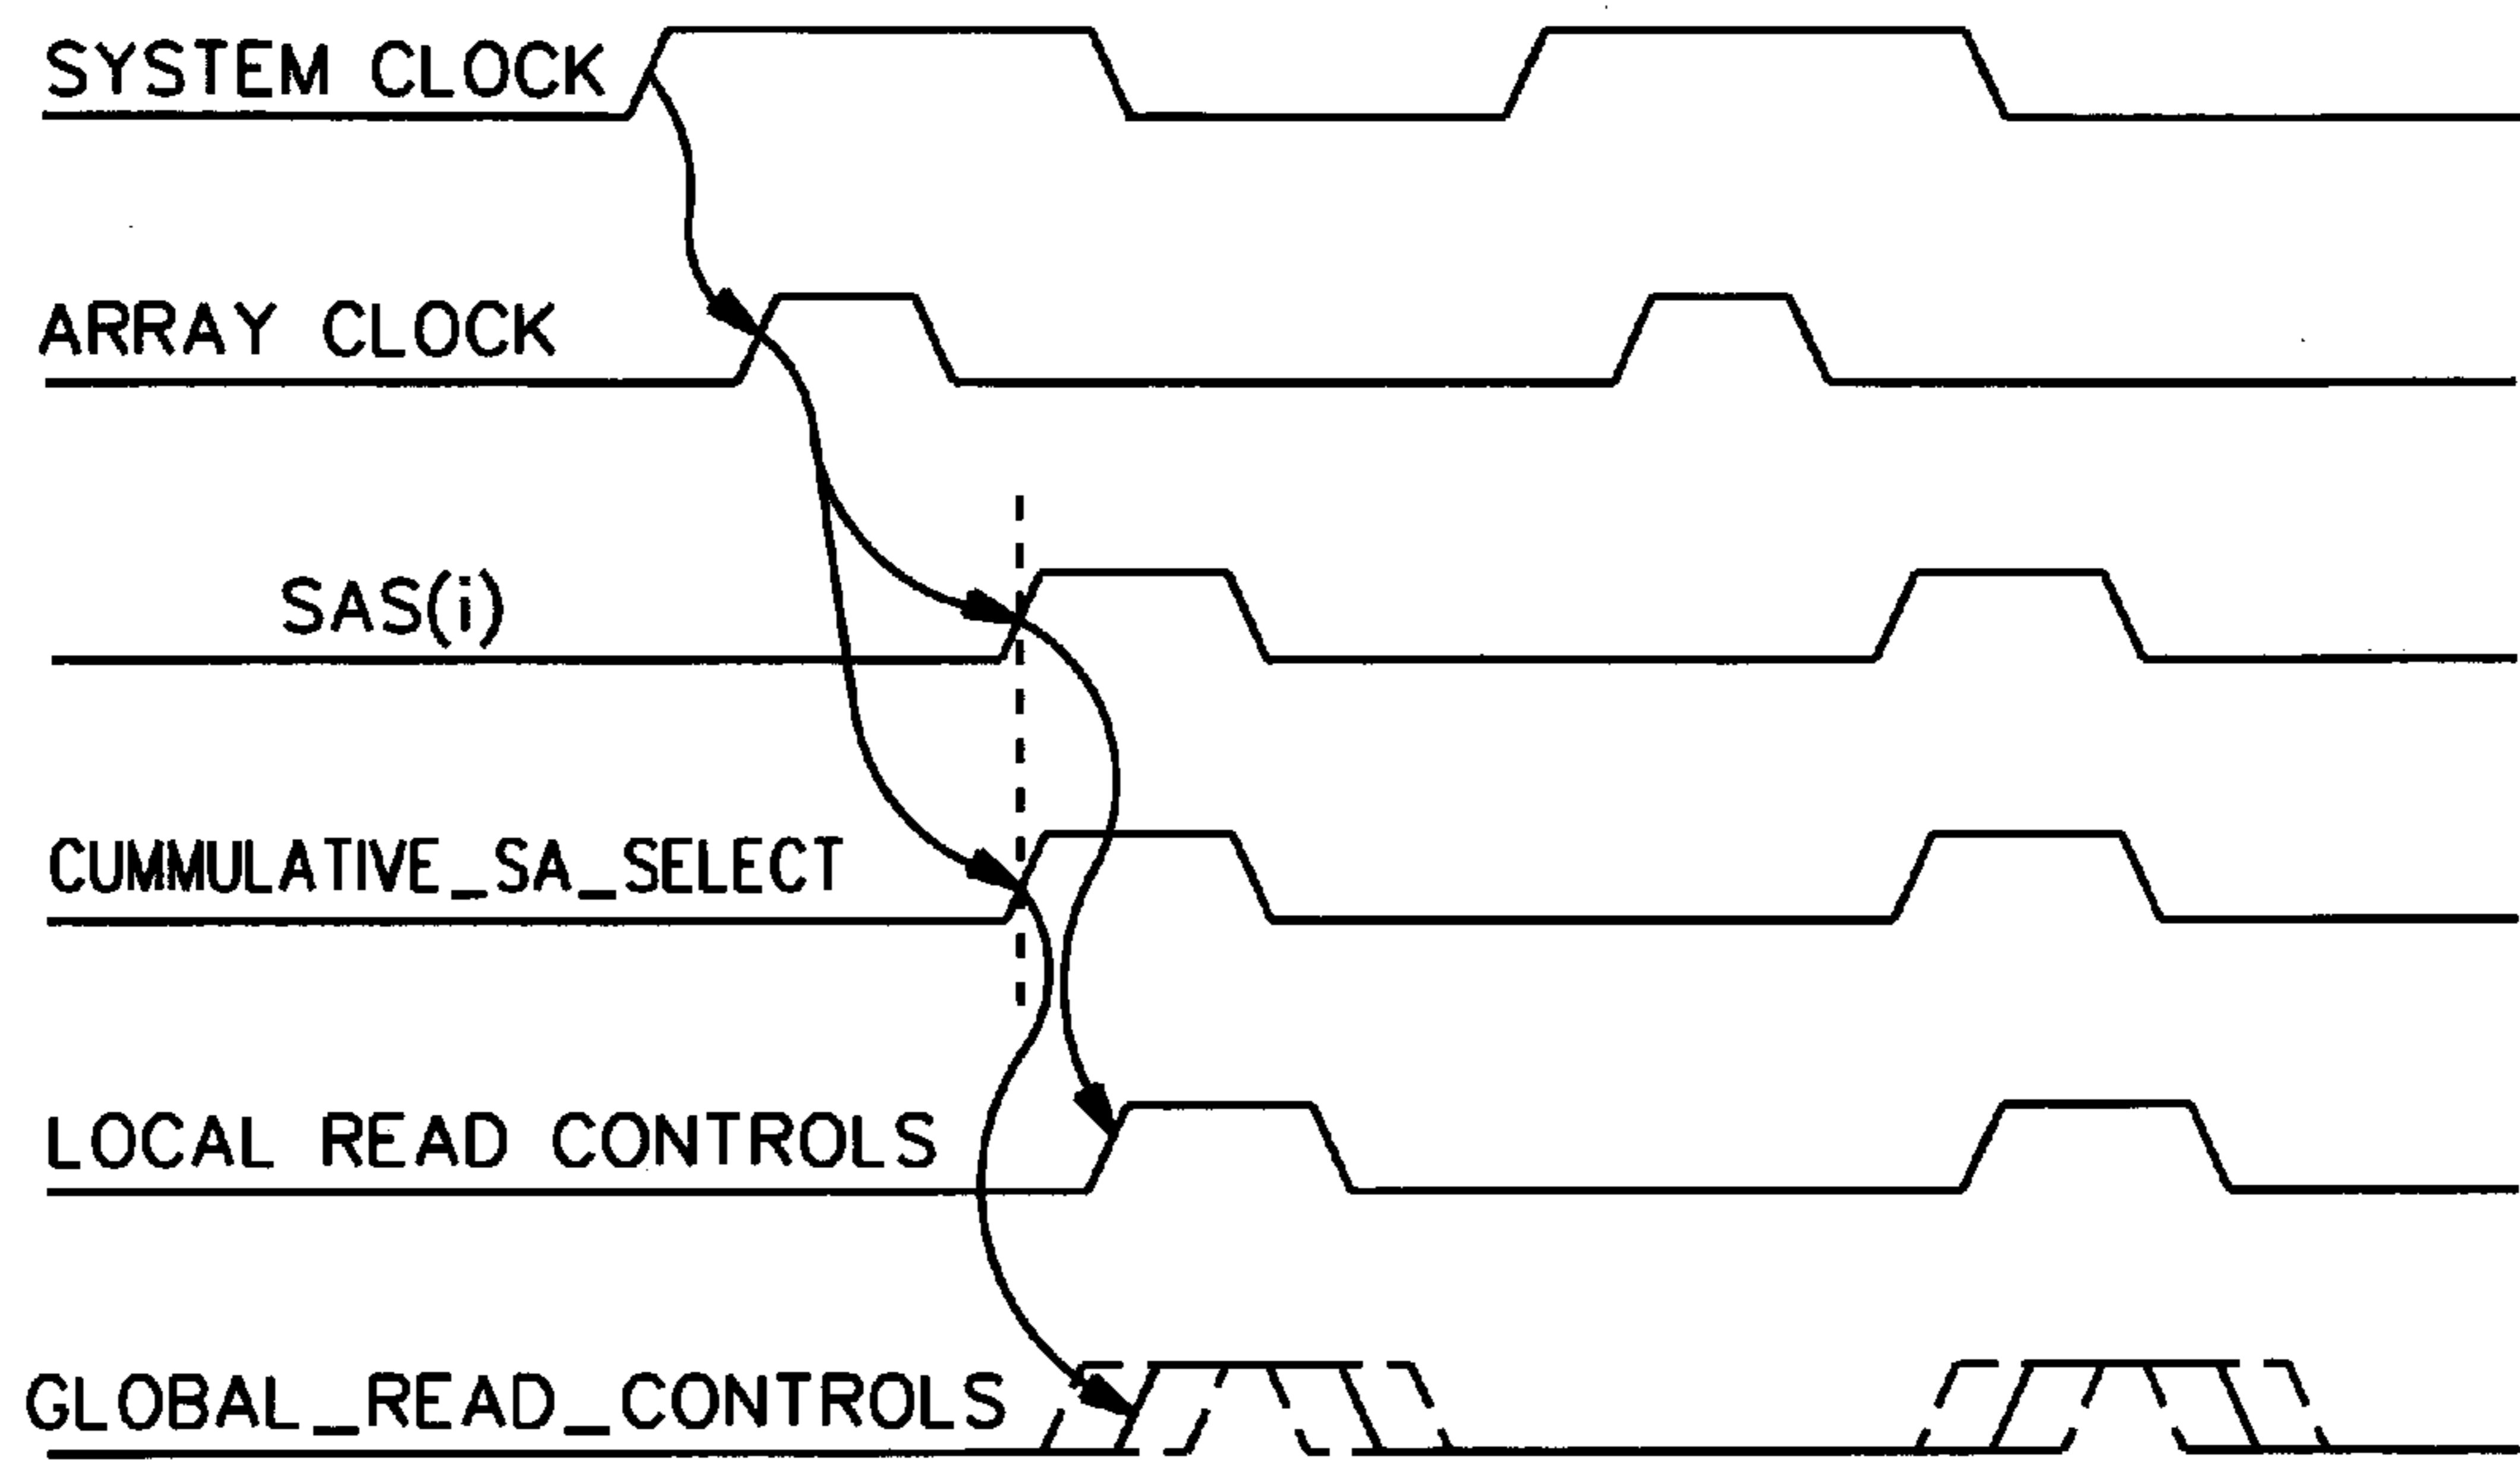 SYSTEM CLOCK
ARRAY CLOCK
SAS(i)
CUMMULATIVE_SA_SELECT
LOCAL READ CONTROLS
GLOBAL_READ_CONTROLS